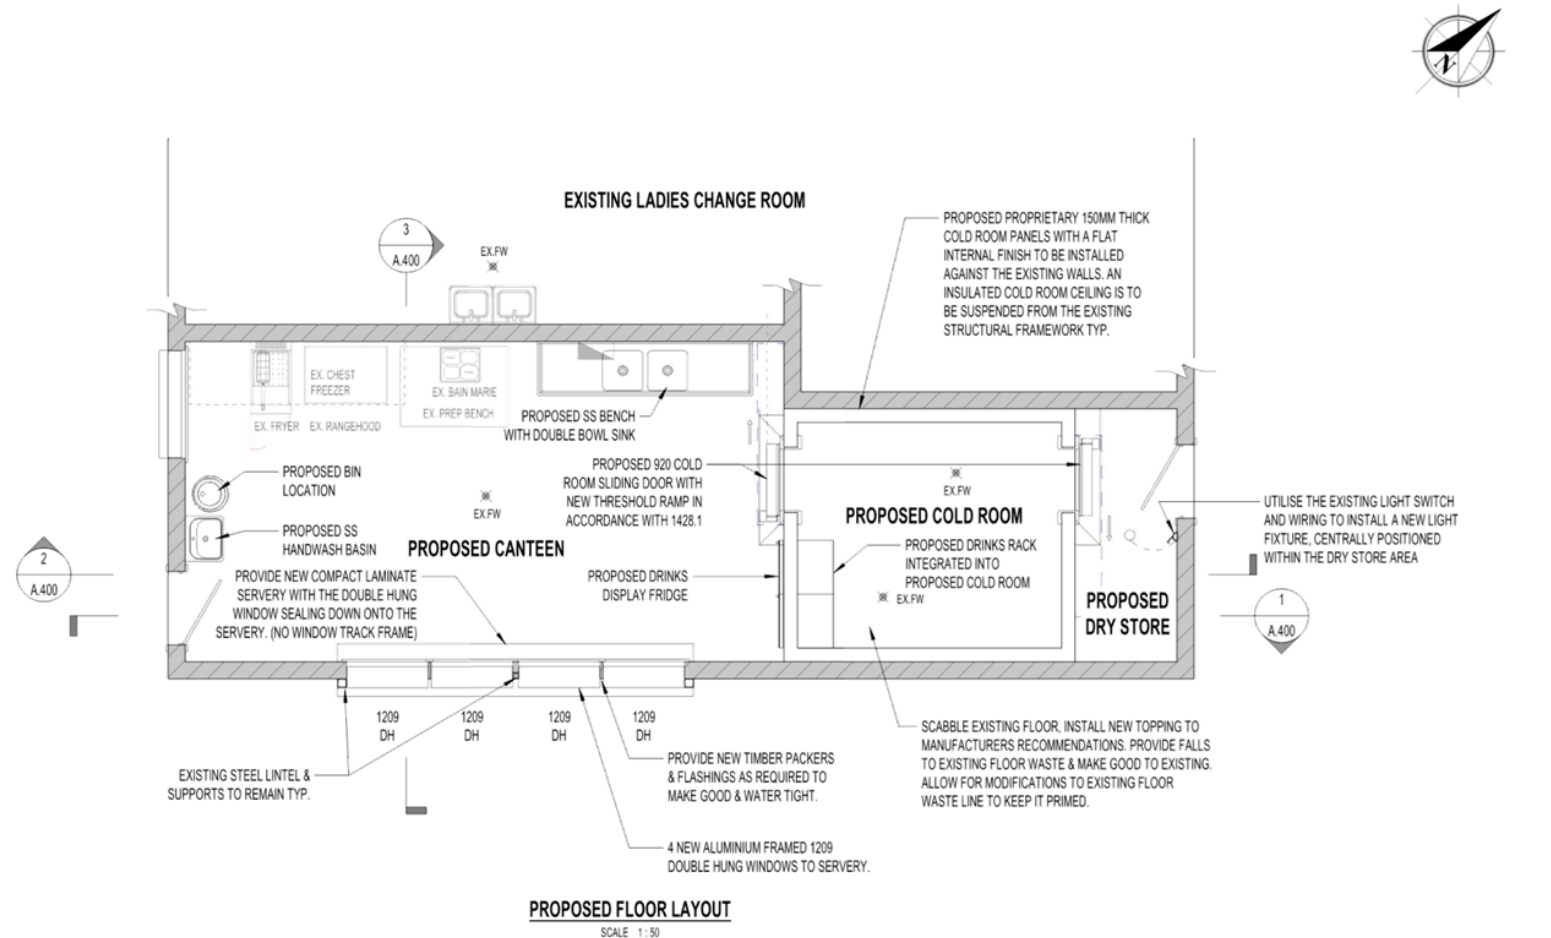 N
EXISTING LADIES CHANGE ROOM
3
A.400
EX.FW
PROPOSED PROPRIETARY 150MM THICK
COLD ROOM PANELS WITH A FLAT
INTERNAL FINISH TO BE INSTALLED
AGAINST THE EXISTING WALLS. AN
INSULATED COLD ROOM CEILING IS TO
BE SUSPENDED FROM THE EXISTING
STRUCTURAL FRAMEWORK TYP.
EX. CHEST
FREEZER
EX. BAIN MARIE
EX. PREP BENCH
EX. FRYER
EX. RANGEHOOD
PROPOSED SS BENCH
WITH DOUBLE BOWL SINK
PROPOSED BIN
LOCATION
EX.FW
PROPOSED 920 COLD
ROOM SLIDING DOOR WITH
NEW THRESHOLD RAMP IN
ACCORDANCE WITH 1428.1
EX.FW
PROPOSED COLD ROOM
UTILISE THE EXISTING LIGHT SWITCH
AND WIRING TO INSTALL A NEW LIGHT
FIXTURE, CENTRALLY POSITIONED
WITHIN THE DRY STORE AREA
PROPOSED SS
HANDWASH BASIN
PROPOSED CANTEEN
PROPOSED DRINKS RACK
INTEGRATED INTO
PROPOSED COLD ROOM
2
A.400
PROVIDE NEW COMPACT LAMINATE
SERVERY WITH THE DOUBLE HUNG
WINDOW SEALING DOWN ONTO THE
SERVERY. (NO WINDOW TRACK FRAME)
PROPOSED DRINKS
DISPLAY FRIDGE
EX.FW
PROPOSED
DRY STORE
1
A.400
1209
DH
1209
DH
1209
DH
1209
DH
EXISTING STEEL LINTEL &
SUPPORTS TO REMAIN TYP.
PROVIDE NEW TIMBER PACKERS
& FLASHINGS AS REQUIRED TO
MAKE GOOD & WATER TIGHT.
SCABBLE EXISTING FLOOR, INSTALL NEW TOPPING TO
MANUFACTURERS RECOMMENDATIONS. PROVIDE FALLS
TO EXISTING FLOOR WASTE & MAKE GOOD TO EXISTING.
ALLOW FOR MODIFICATIONS TO EXISTING FLOOR
WASTE LINE TO KEEP IT PRIMED.
4 NEW ALUMINIUM FRAMED 1209
DOUBLE HUNG WINDOWS TO SERVERY.
PROPOSED FLOOR LAYOUT
SCALE 1 : 50